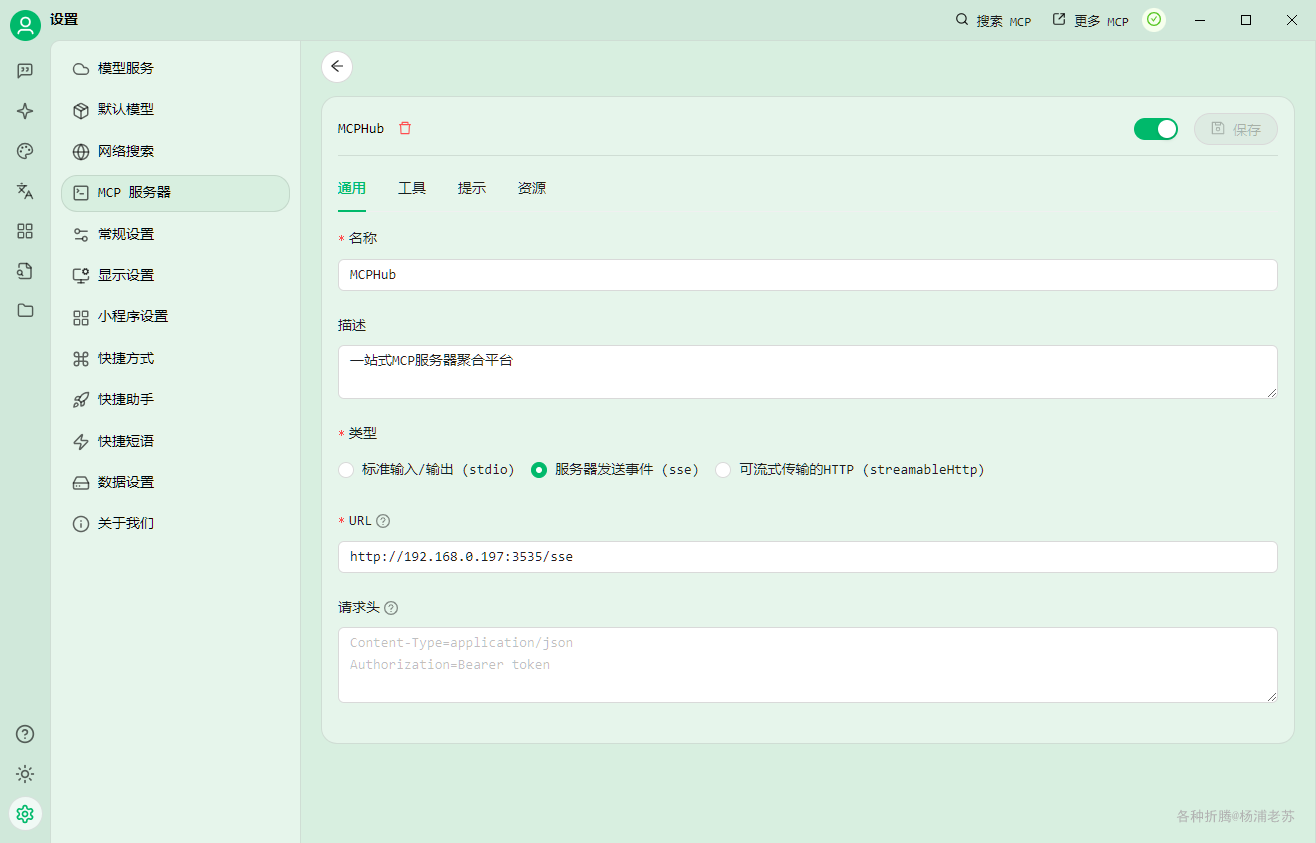 设置
搜索 MCP
更多 MCP
模型服务
默认模型
网络搜索
MCP 服务器
常规设置
显示设置
小程序设置
快捷方式
快捷助手
快捷短语
数据设置
关于我们
MCPHub
保存
通用
工具
提示
资源
* 名称
MCPHub
描述
一站式MCP服务器聚合平台
* 类型
标准输入/输出 (stdio)
服务器发送事件 (sse)
可流式传输的HTTP (streamableHttp)
* URL
http://192.168.0.197:3535/sse
请求头
Content-Type=application/json
Authorization=Bearer token
各种折腾@杨浦老苏